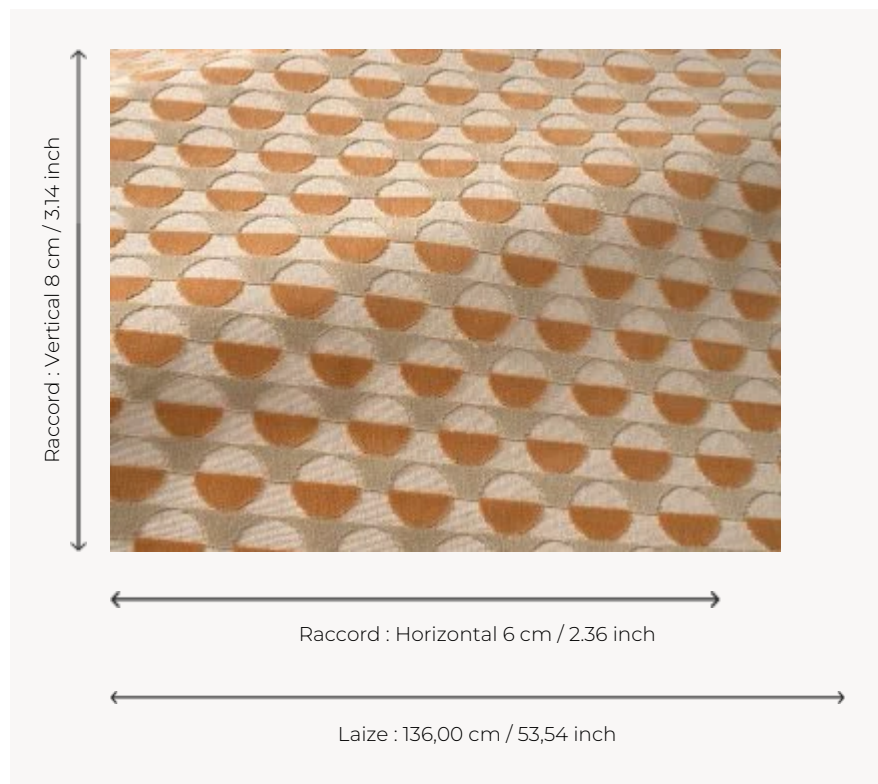 Raccord : Vertical 8 cm / 3.14 inch
Raccord : Horizontal 6 cm / 2.36 inch
Laize : 136,00 cm / 53,54 inch